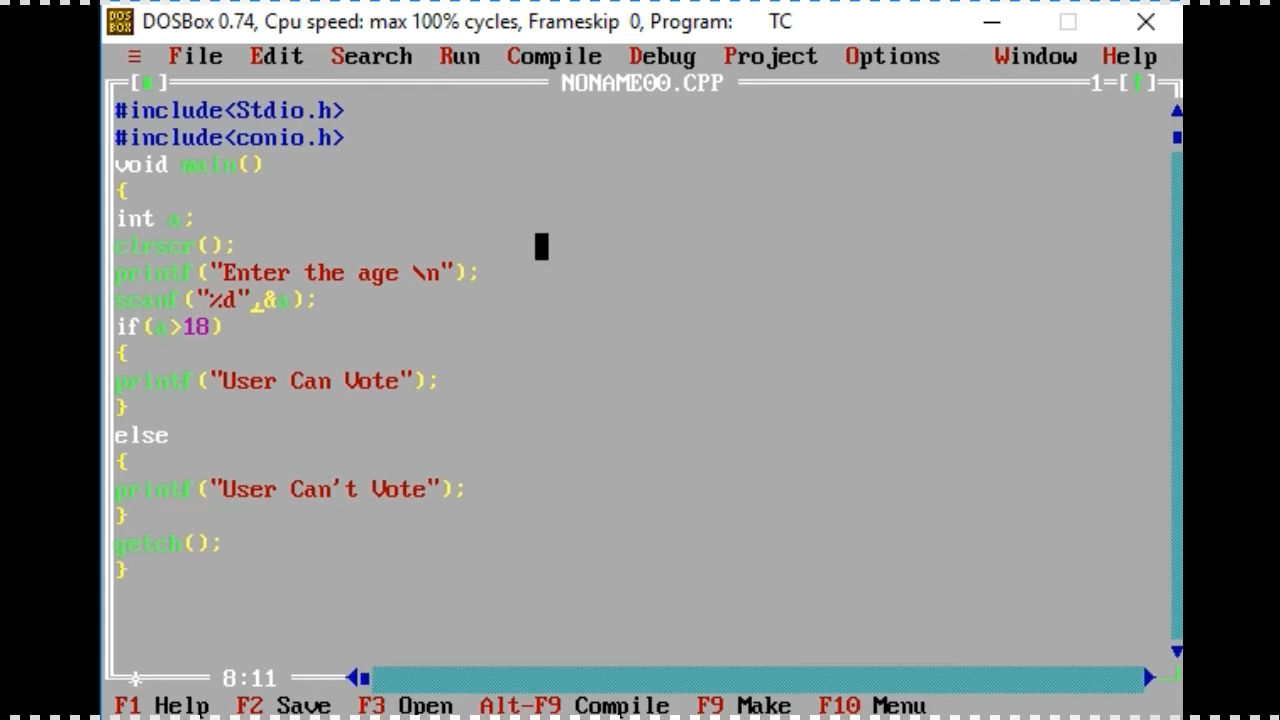 DOSBox 0.74, Cpu speed: max 100% cycles, Frameskip 0, Program: TC
≡ File Edit Search Run Compile Debug Project Options Window Help
NONAME00.CPP 1
#include<Stdio.h>
#include<conio.h>
void main()
{
int a;
clrscr();
printf("Enter the age \n");
scanf("%d",&a);
if(a>18)
{
printf("User Can Vote");
}
else
{
printf("User Can't Vote");
}
getch();
}
8:11
F1 Help F2 Save F3 Open Alt-F9 Compile F9 Make F10 Menu